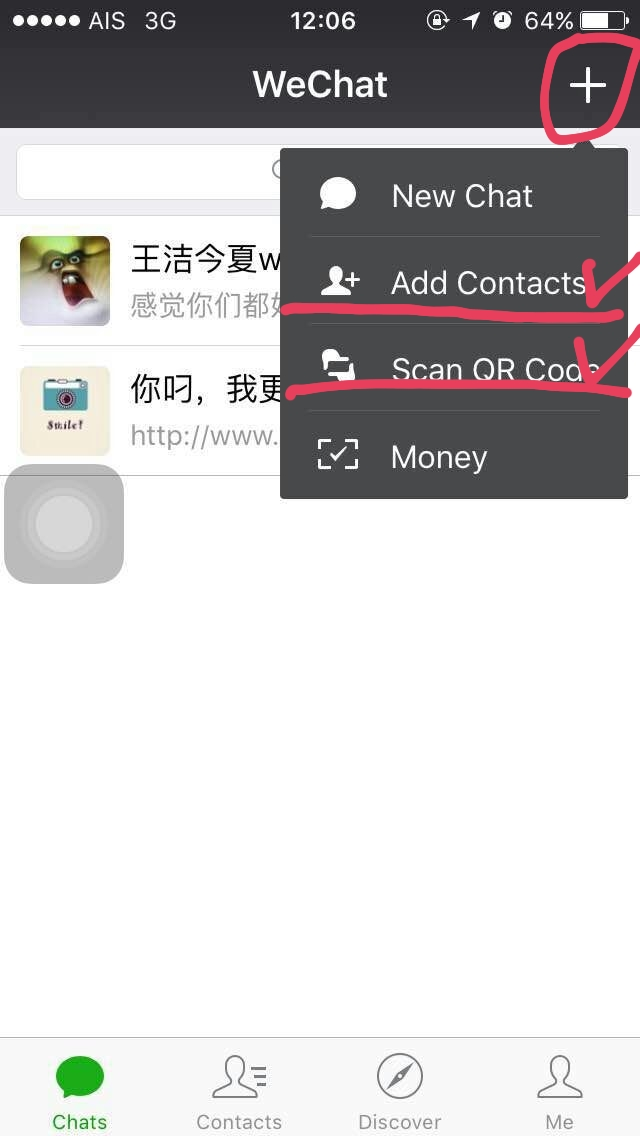 AIS 3G 12:06 64%
WeChat
New Chat
王洁今夏w
Add Contacts
感觉你们都
Scan QR Code
你叼，我更
Smile!
http://www.
Money
Chats Contacts Discover Me